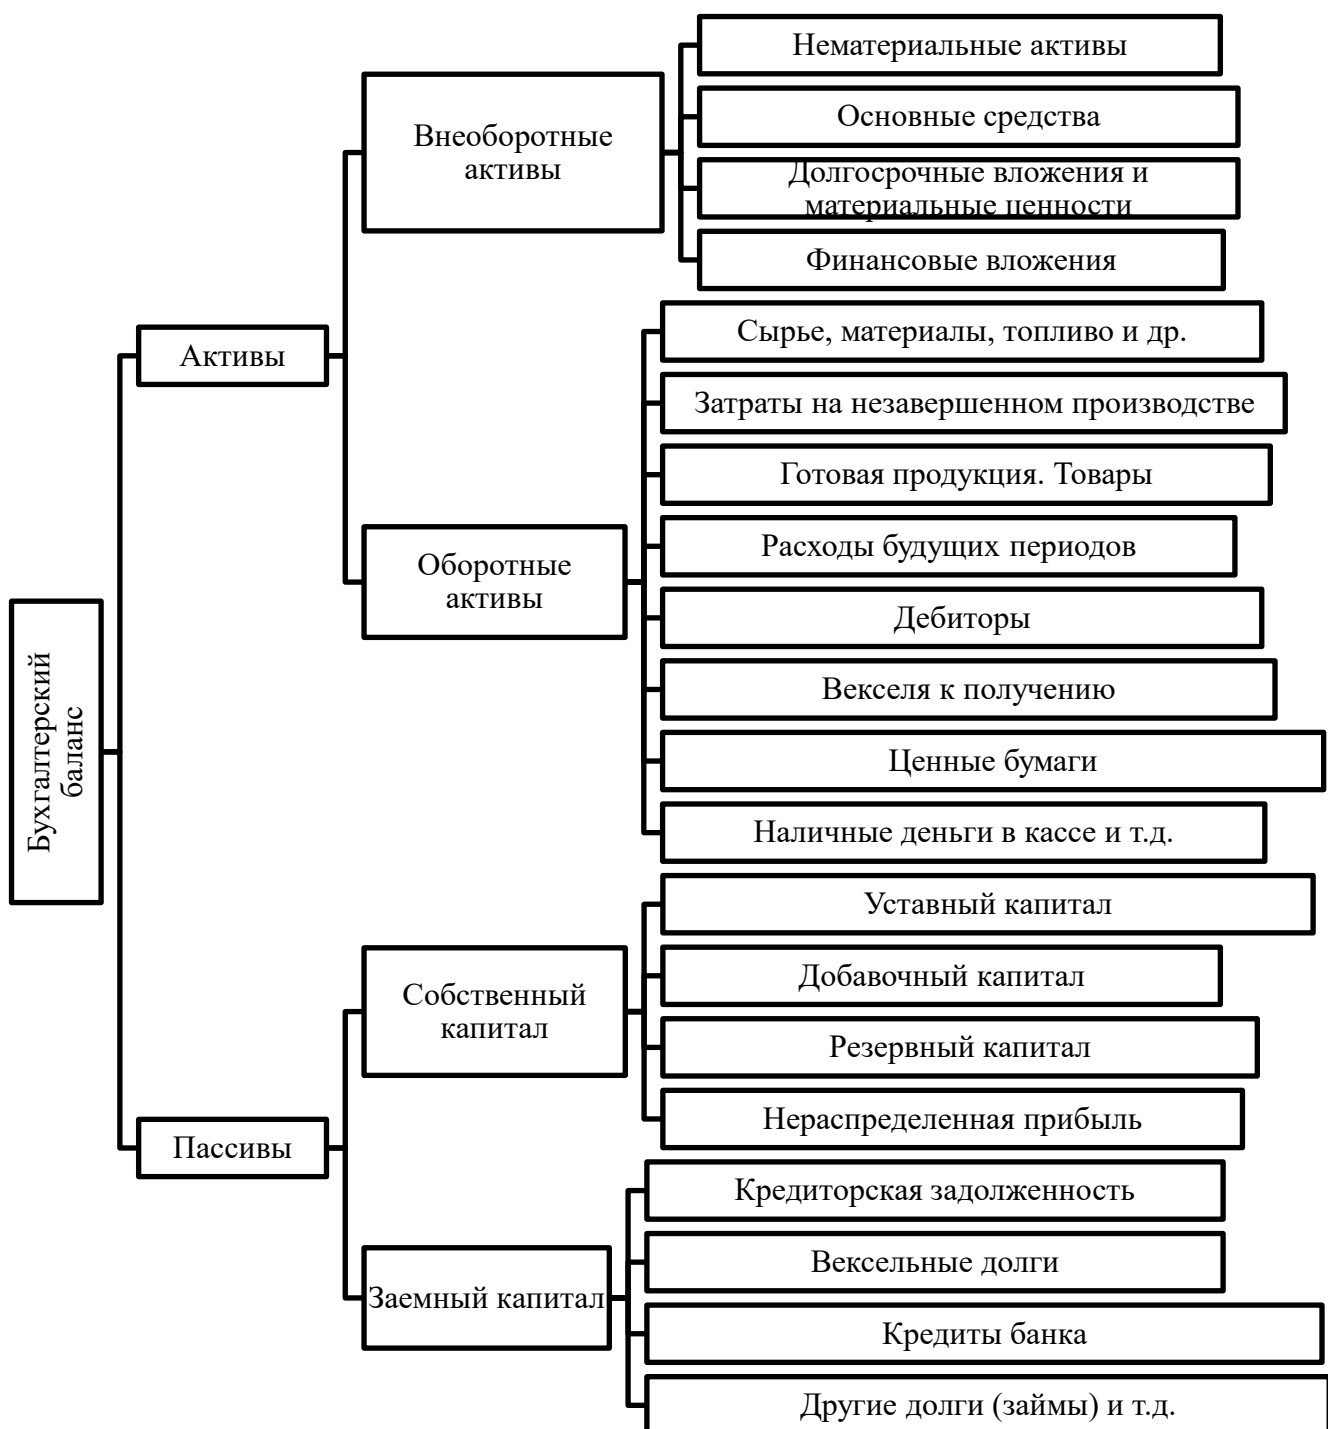 Бухгалтерский
баланс
Активы
Внеоборотные
активы
Нематериальные активы
Основные средства
Долгосрочные вложения и
материальные ценности
Финансовые вложения
Оборотные
активы
Сырье, материалы, топливо и др.
Затраты на незавершенном производстве
Готовая продукция. Товары
Расходы будущих периодов
Дебиторы
Векселя к получению
Ценные бумаги
Наличные деньги в кассе и т.д.
Пассивы
Собственный
капитал
Уставный капитал
Добавочный капитал
Резервный капитал
Нераспределенная прибыль
Заемный капитал
Кредиторская задолженность
Вексельные долги
Кредиты банка
Другие долги (займы) и т.д.